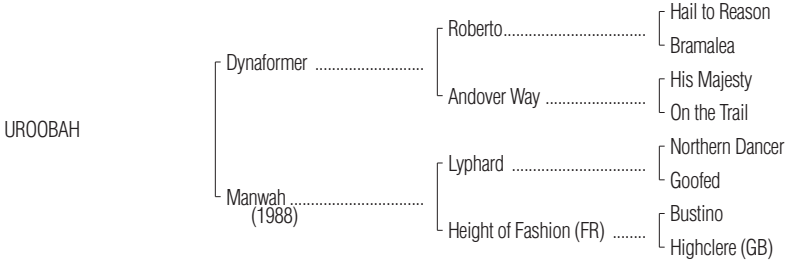 Hail to Reason
Roberto................................
Bramalea
Dynaformer ........................
His Majesty
Andover Way ......................
On the Trail
UROOBAH
Northern Dancer
Lyphard ..............................
Goofed
Manwah ..............................
(1988)
Bustino
Height of Fashion (FR) ........
Highclere (GB)